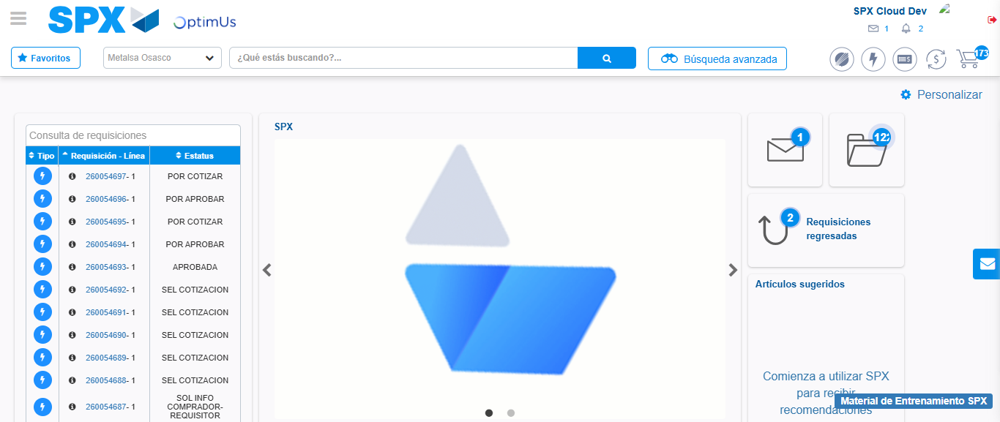 SPX
OptimUs
SPX Cloud Dev
1
2
Favoritos
Metalsa Osasco
¿Qué estás buscando?...
Búsqueda avanzada
173
Personalizar
Consulta de requisiciones
Tipo Requisición - Línea Estatus
260054697- 1 POR COTIZAR
260054696- 1 POR APROBAR
260054695- 1 POR COTIZAR
260054694- 1 POR APROBAR
260054693- 1 APROBADA
260054692- 1 SEL COTIZACION
260054691- 1 SEL COTIZACION
260054690- 1 SEL COTIZACION
260054689- 1 SEL COTIZACION
260054688- 1 SEL COTIZACION
260054687- 1 SOL INFO
COMPRADOR-
REQUISITOR
SPX
1
2
Requisiciones
regresadas
Artículos sugeridos
Comienza a utilizar SPX
para recibir
recomendaciones
Material de Entrenamiento SPX